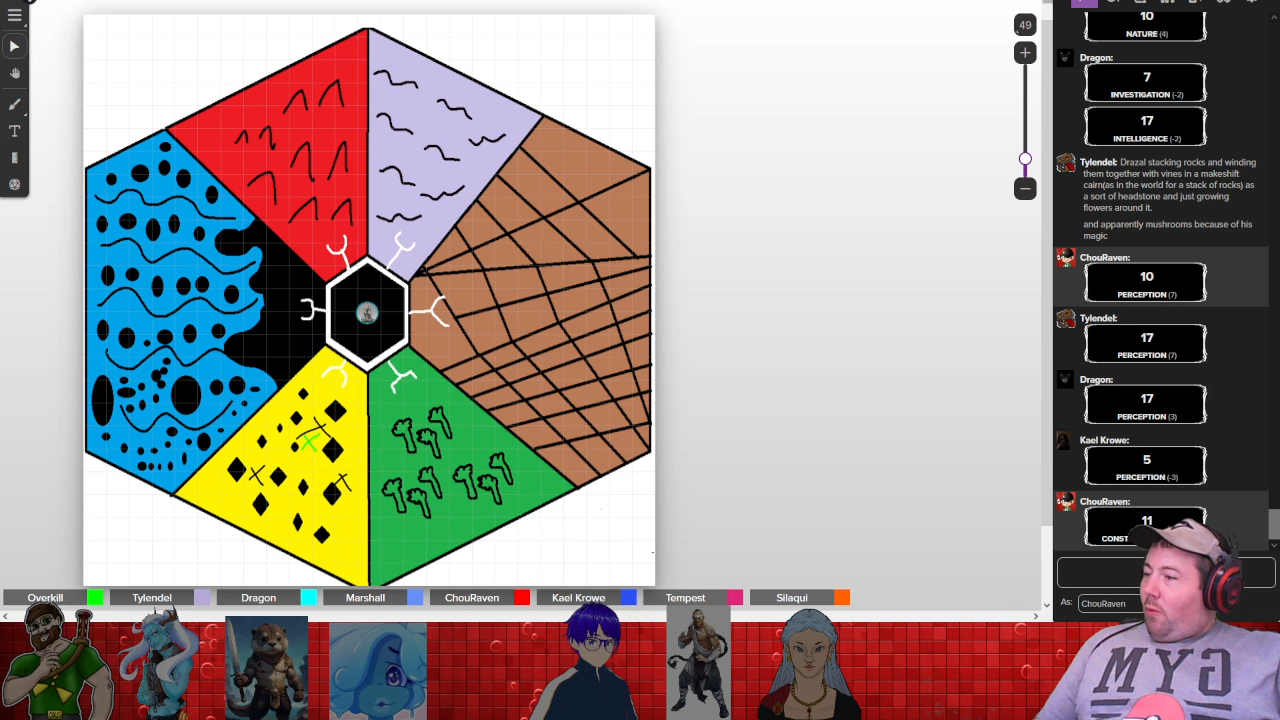 49
10
NATURE (4)
Dragon:
7
INVESTIGATION (-2)
17
INTELLIGENCE (-2)
Tylendel: Drazal stacking rocks and winding
them together with vines in a makeshift
cairn(as in the world for a stack of rocks) as
a sort of headstone and just growing
flowers around it.
and apparently mushrooms because of his
magic
ChouRaven:
10
PERCEPTION (7)
Tylendel:
17
PERCEPTION (7)
Dragon:
17
PERCEPTION (3)
Kael Krowe:
5
PERCEPTION (-3)
ChouRaven:
11
CONST
As:
ChouRaven
Overkill
Tylendel
Dragon
Marshall
ChouRaven
Kael Krowe
Tempest
Silaqui